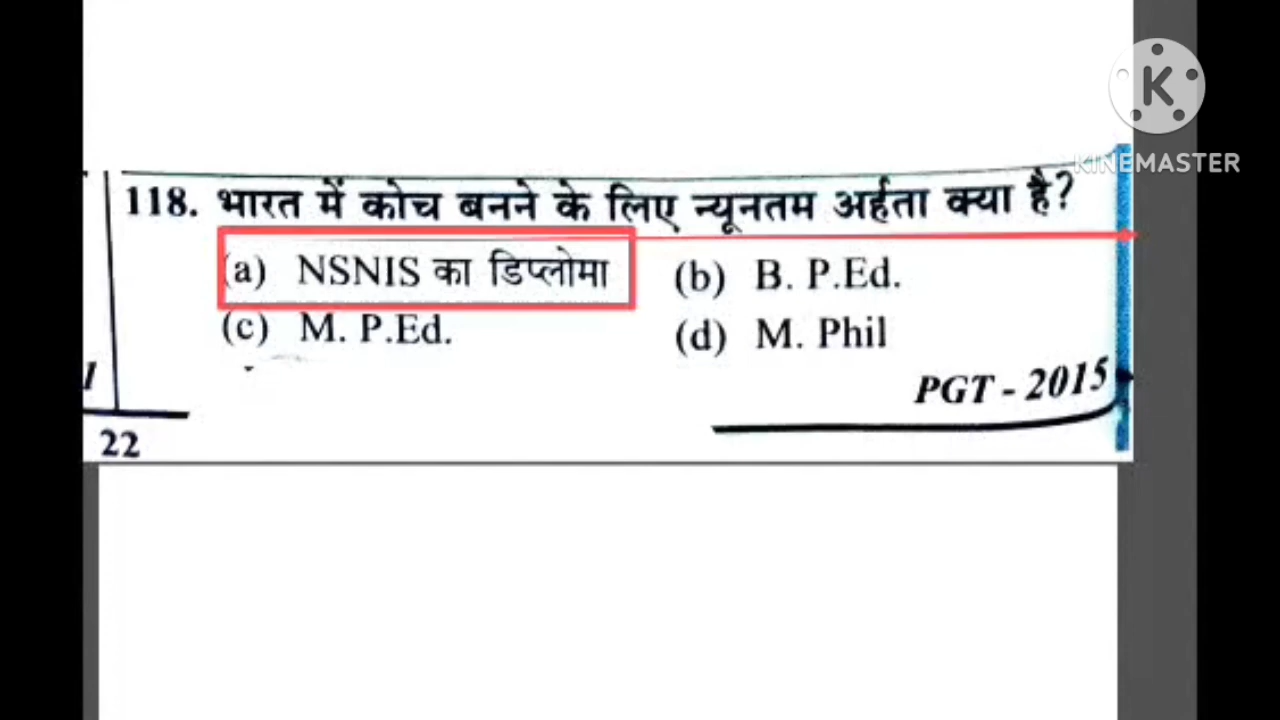 K
KINEMASTER
118. भारत में कोच बनने के लिए न्यूनतम अर्हता क्या है?
(a) NSNIS का डिप्लोमा (b) B. P.Ed.
(c) M. P.Ed. (d) M. Phil
PGT - 2015
22